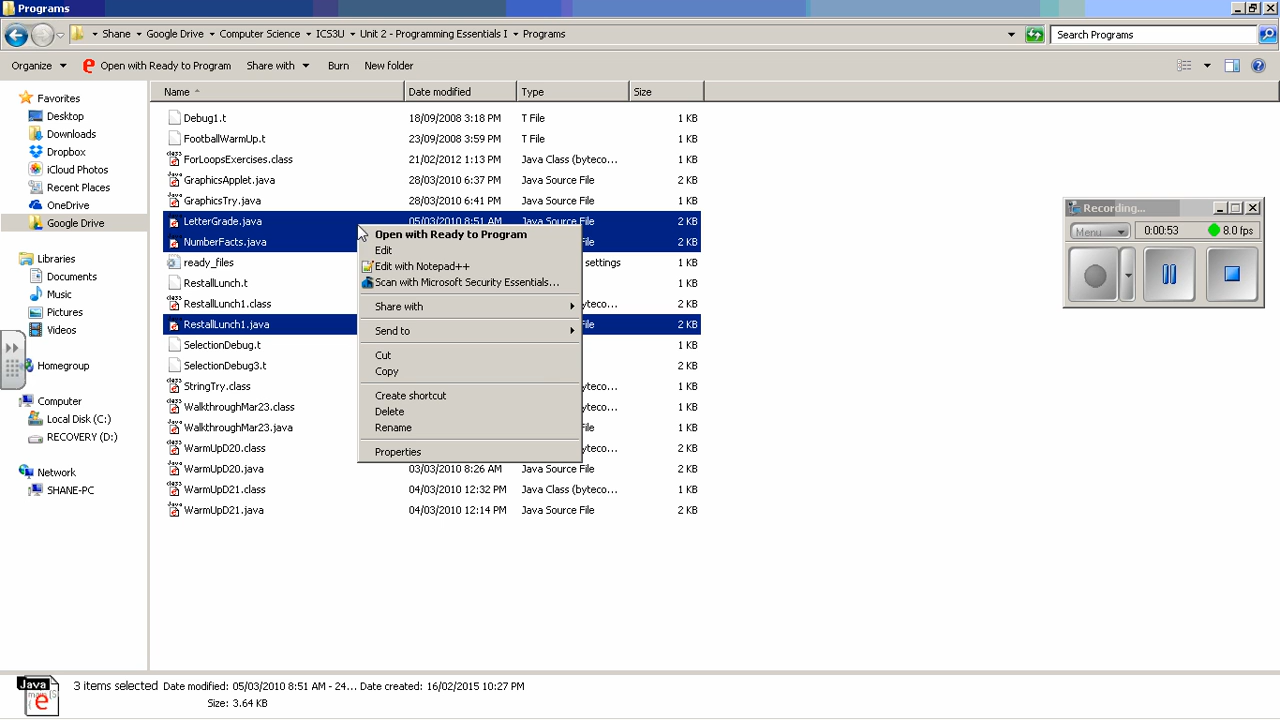 Programs
Shane Google Drive Computer Science ICS3U Unit 2 - Programming Essentials I Programs Search Programs
Organize Open with Ready to Program Share with Burn New folder
Name Date modified Type Size
Favorites
Desktop
Downloads
Dropbox
iCloud Photos
Recent Places
OneDrive
Google Drive
Libraries
Documents
Music
Pictures
Videos
Homegroup
Computer
Local Disk (C:)
RECOVERY (D:)
Network
SHANE-PC
Debug1.t 18/09/2008 3:18 PM T File 1 KB
FootballWarmUp.t 23/09/2008 3:59 PM T File 1 KB
ForLoopsExercises.class 21/02/2012 1:13 PM Java Class (byteco... 1 KB
GraphicsApplet.java 28/03/2010 6:37 PM Java Source File 2 KB
GraphicsTry.java 28/03/2010 6:41 PM Java Source File 2 KB
LetterGrade.java 05/03/2010 8:51 AM Java Source File 2 KB
NumberFacts.java File 2 KB
ready_files settings 1 KB
RestallLunch.t 1 KB
RestallLunch1.class yteco... 1 KB
RestallLunch1.java File 2 KB
SelectionDebug.t 1 KB
SelectionDebug3.t 1 KB
StringTry.class yteco... 1 KB
WalkthroughMar23.class yteco... 1 KB
WalkthroughMar23.java File 2 KB
WarmUpD20.class yteco... 1 KB
WarmUpD20.java 03/03/2010 8:26 AM Java Source File 2 KB
WarmUpD21.class 04/03/2010 12:32 PM Java Class (byteco... 1 KB
WarmUpD21.java 04/03/2010 12:14 PM Java Source File 2 KB
Open with Ready to Program
Edit
Edit with Notepad++
Scan with Microsoft Security Essentials...
Share with
Send to
Cut
Copy
Create shortcut
Delete
Rename
Properties
Recording...
Menu 0:00:53 8.0 fps
Java
3 items selected Date modified: 05/03/2010 8:51 AM - 24... Date created: 16/02/2015 10:27 PM
Size: 3.64 KB